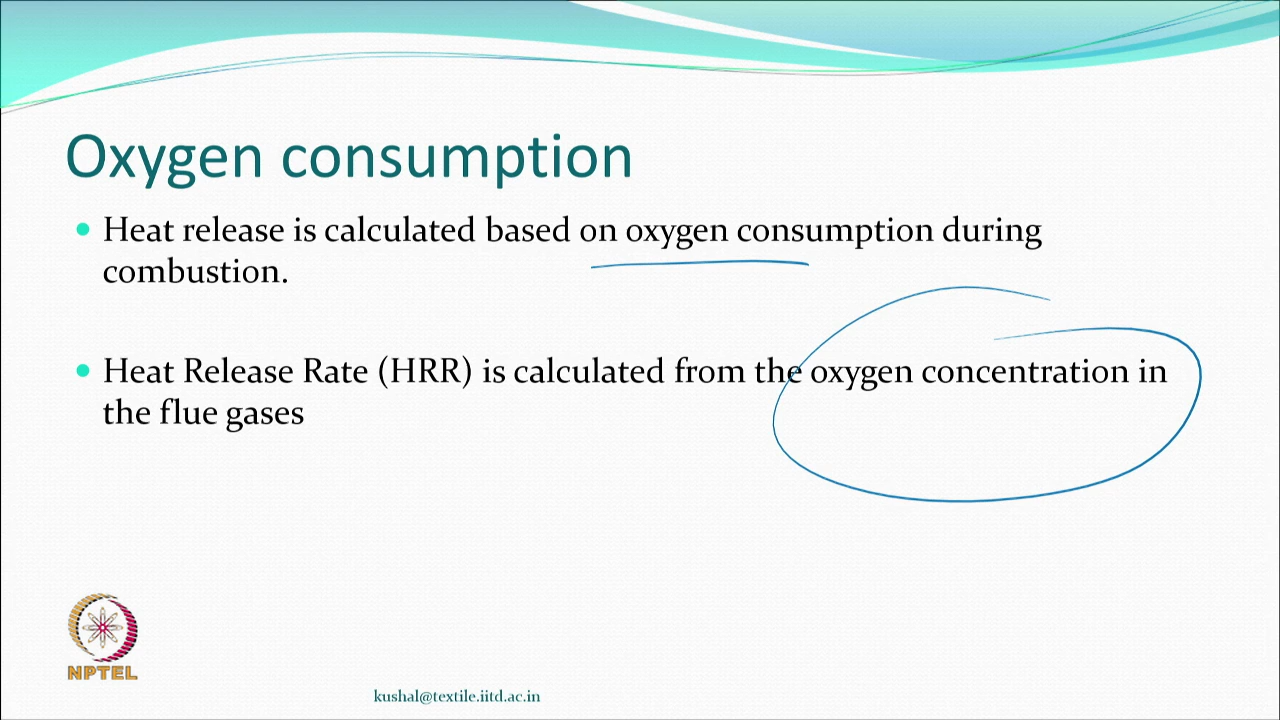 Oxygen consumption
• Heat release is calculated based on oxygen consumption during
combustion.
• Heat Release Rate (HRR) is calculated from the oxygen concentration in
the flue gases
NPTEL
kushal@textile.iitd.ac.in